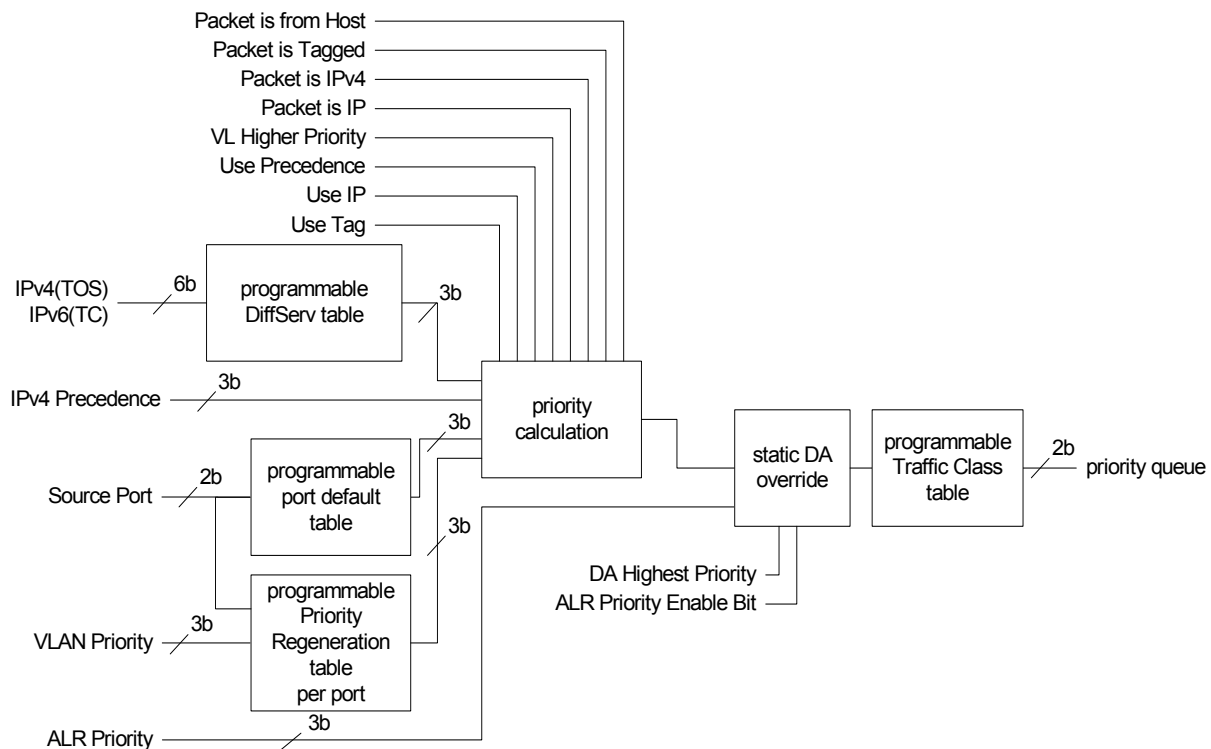 Packet is from Host
Packet is Tagged
Packet is IPv4
Packet is IP
VL Higher Priority
Use Precedence
Use IP
Use Tag
IPv4(TOS)
IPv6(TC)
6b
programmable
DiffServ table
3b
IPv4 Precedence
3b
priority
calculation
3b
Source Port
2b
programmable
port default
table
3b
static DA
override
programmable
Traffic Class
table
2b
priority queue
DA Highest Priority
ALR Priority Enable Bit
VLAN Priority
3b
programmable
Priority
Regeneration
table
per port
ALR Priority
3b